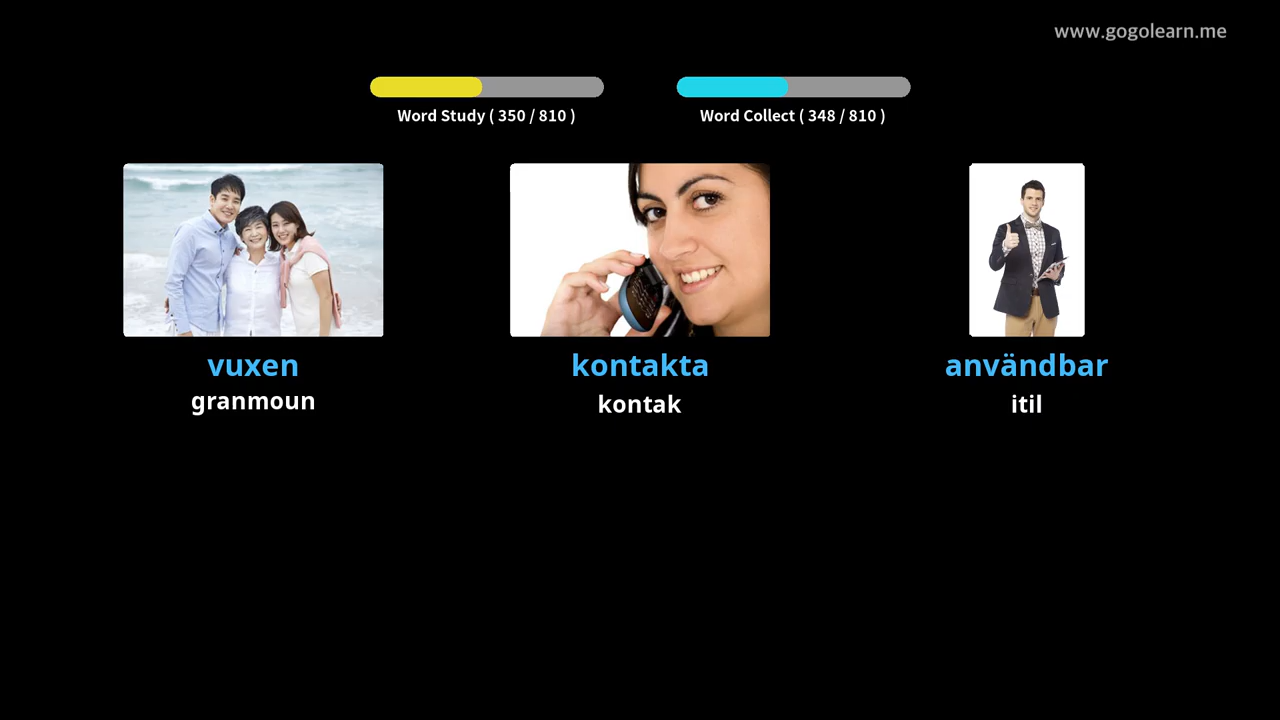 www.gogolearn.me
Word Study ( 350 / 810 )
Word Collect ( 348 / 810 )
vuxen
granmoun
kontakta
kontak
användbar
itil